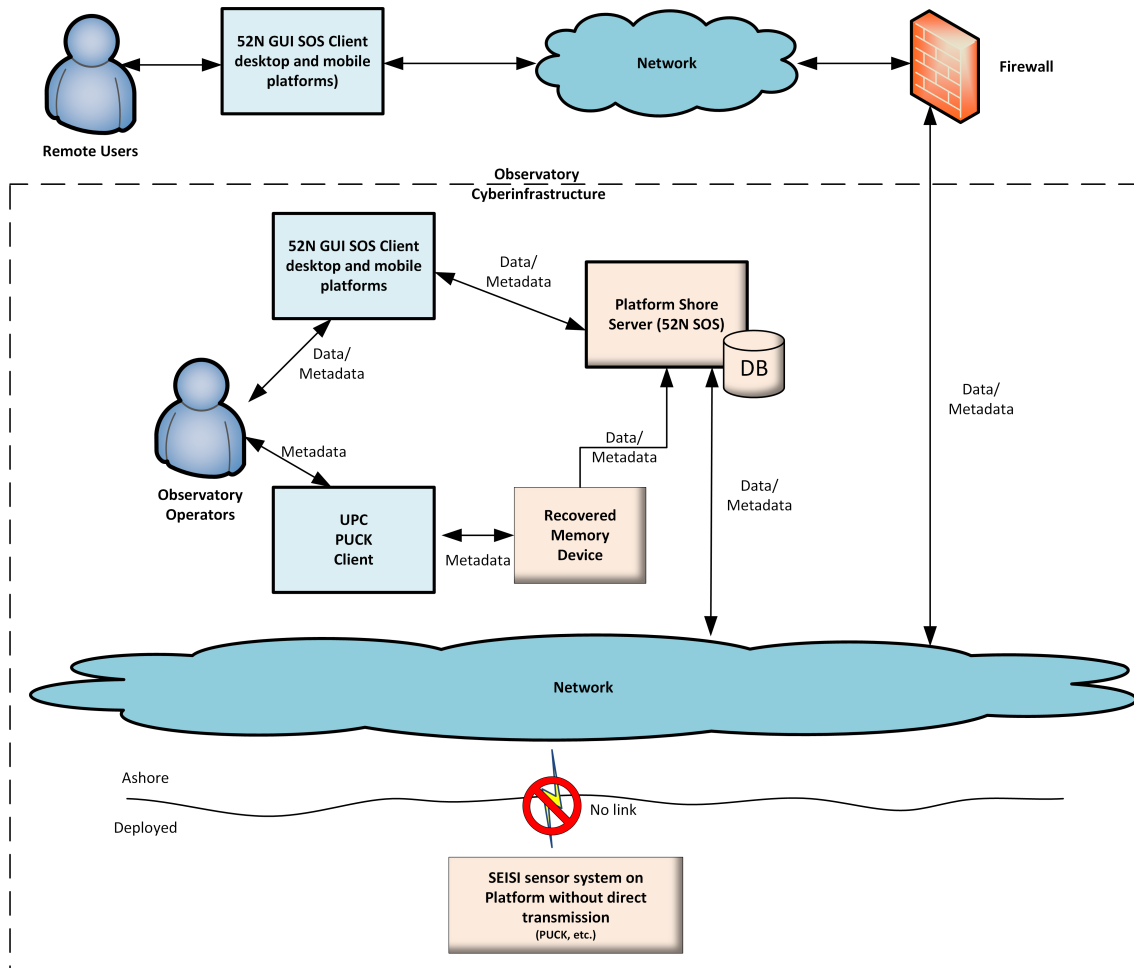 52N GUI SOS Client
desktop and mobile
platforms)
Network
Firewall
Remote Users
Observatory
Cyberinfrastructure
52N GUI SOS Client
desktop and mobile
platforms
Data/
Metadata
Platform Shore
Server (52N SOS)
DB
Data/
Metadata
Data/
Metadata
Metadata
Data/
Metadata
Observatory
Operators
Data/
Metadata
UPC
PUCK
Client
Metadata
Recovered
Memory
Device
Network
Ashore
No link
Deployed
SEISI sensor system on
Platform without direct
transmission
(PUCK, etc.)